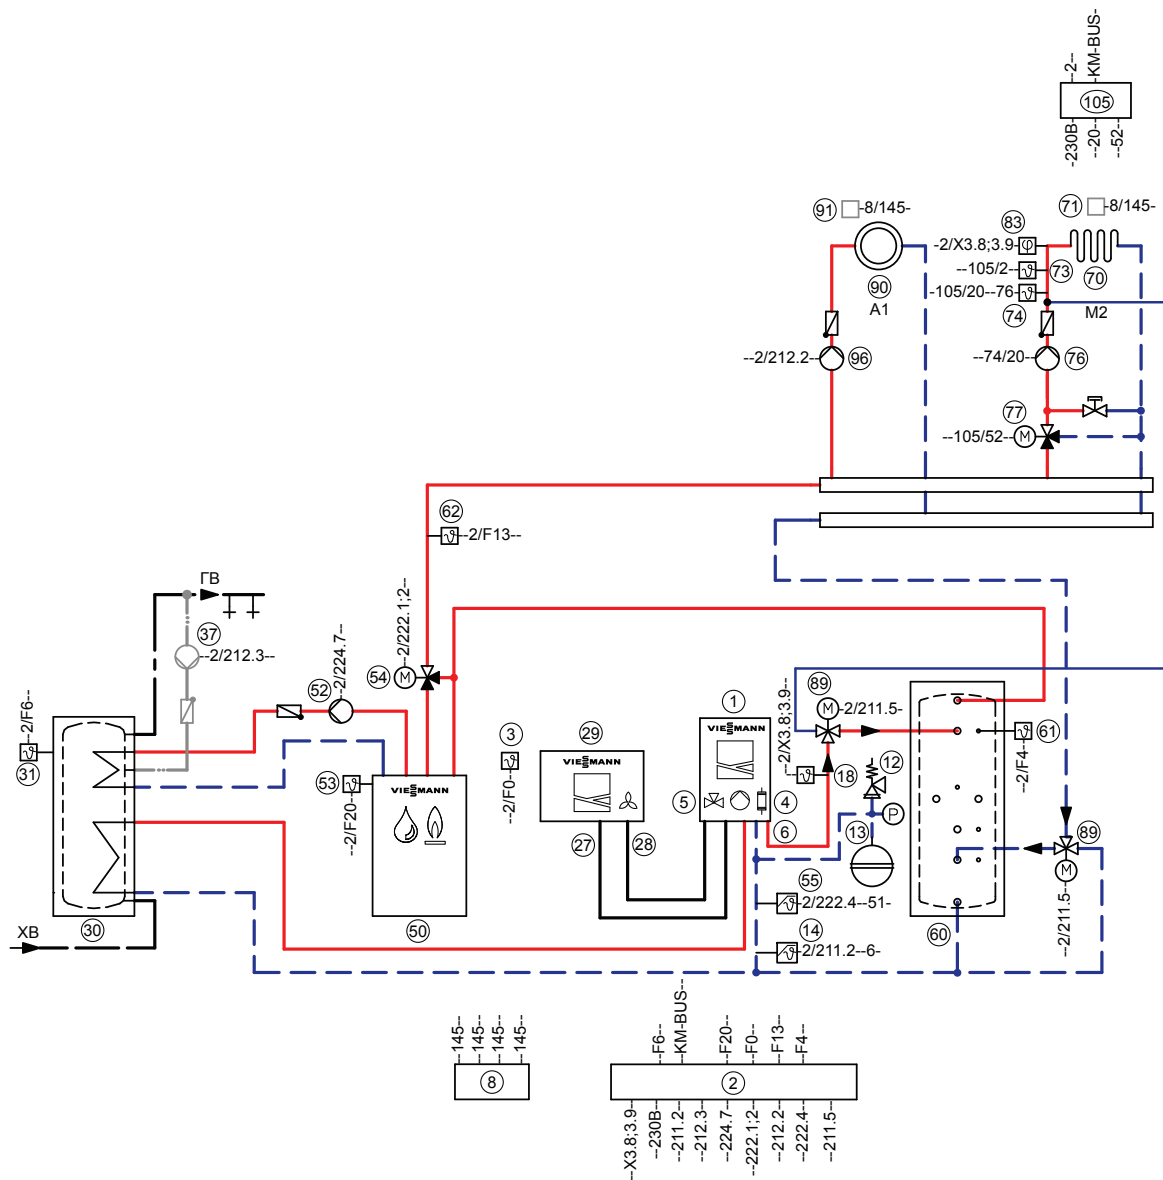 --2--
KM-BUS-
105
-230B-
--20--
--52--
91
-8/145-
71
-8/145-
83
-2/X3.8;3.9-
φ
--105/2--
ϑ
73
-105/20--76-
ϑ
90
A1
70
74
M2
--2/212.2--
96
--74/20--
76
77
--105/52--
M
62
ϑ
--2/F13--
ГВ
37
--2/212.3--
--2/222.1;2--
54
M
--2/224.7--
52
--2/F6--
ϑ
31
53
ϑ
--2/F20--
VIESMANN
3
ϑ
--2/F0--
29
VIESMANN
1
VIESMANN
5
4
6
27
28
--2/X3.8;3.9--
89
M
-2/211.5-
ϑ
18
12
P
13
61
ϑ
--2/F4--
89
M
--2/211.5--
55
ϑ
-2/222.4--51-
14
ϑ
-2/211.2--6-
60
ХВ
30
50
--145--
--145--
--145--
--145--
8
--F6--
--KM-BUS--
--F20--
--F0--
--F13--
--F4--
2
--X3.8;3.9--
--230B--
--211.2--
--212.3--
--224.7--
--222.1;2--
--212.2--
--222.4--
--211.5--